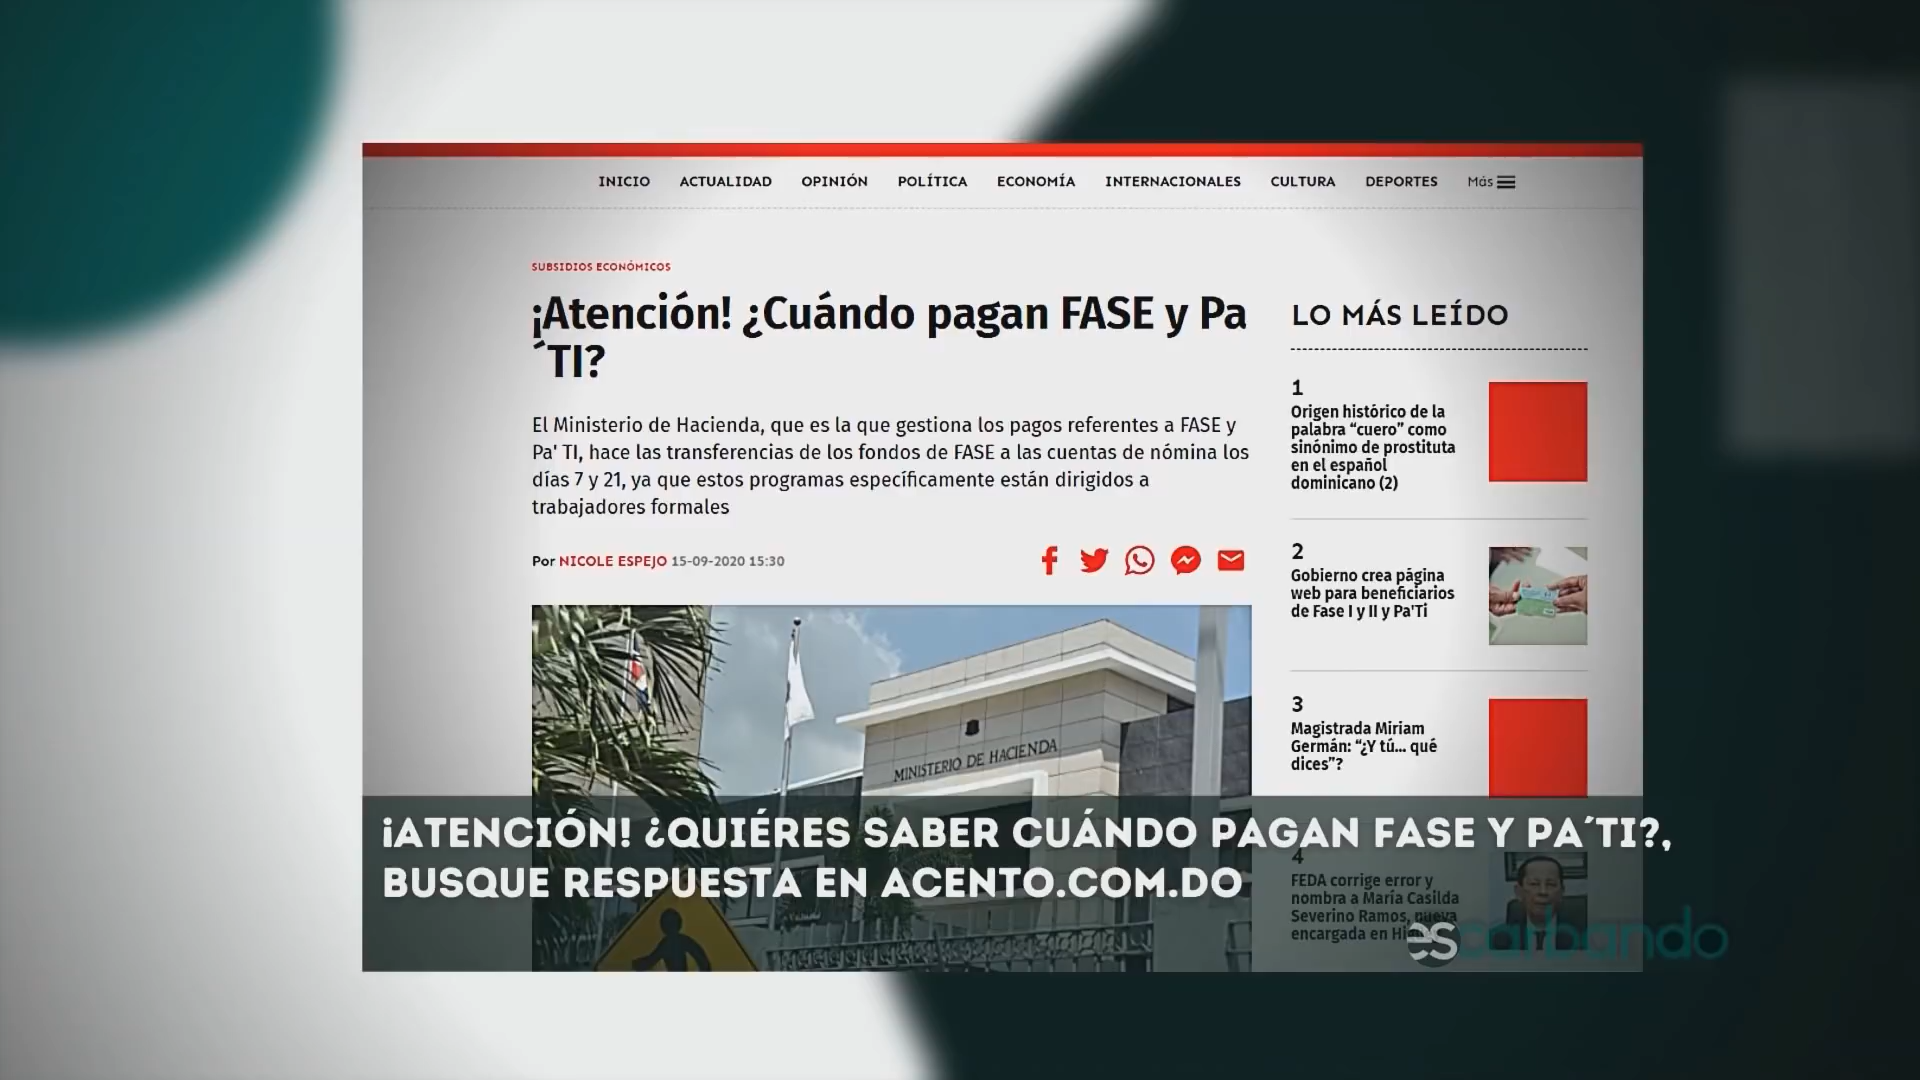 INICIO ACTUALIDAD OPINIÓN POLÍTICA ECONOMÍA INTERNACIONALES CULTURA DEPORTES Más
SUBSIDIOS ECONÓMICOS
¡Atención! ¿Cuándo pagan FASE y Pa
´TI?
El Ministerio de Hacienda, que es la que gestiona los pagos referentes a FASE y
Pa' TI, hace las transferencias de los fondos de FASE a las cuentas de nómina los
días 7 y 21, ya que estos programas específicamente están dirigidos a
trabajadores formales
Por NICOLE ESPEJO 15-09-2020 15:30
MINISTERIO DE HACIENDA
LO MÁS LEÍDO
1
Origen histórico de la
palabra “cuero” como
sinónimo de prostituta
en el español
dominicano (2)
2
Gobierno crea página
web para beneficiarios
de Fase I y II y Pa'Ti
3
Magistrada Miriam
Germán: “¿Y tú... qué
dices”?
4
FEDA corrige error y
nombra a María Casilda
Severino Ramos, nueva
encargada en
¡ATENCIÓN! ¿QUIÉRES SABER CUÁNDO PAGAN FASE Y PA´TI?,
BUSQUE RESPUESTA EN ACENTO.COM.DO
escarbando